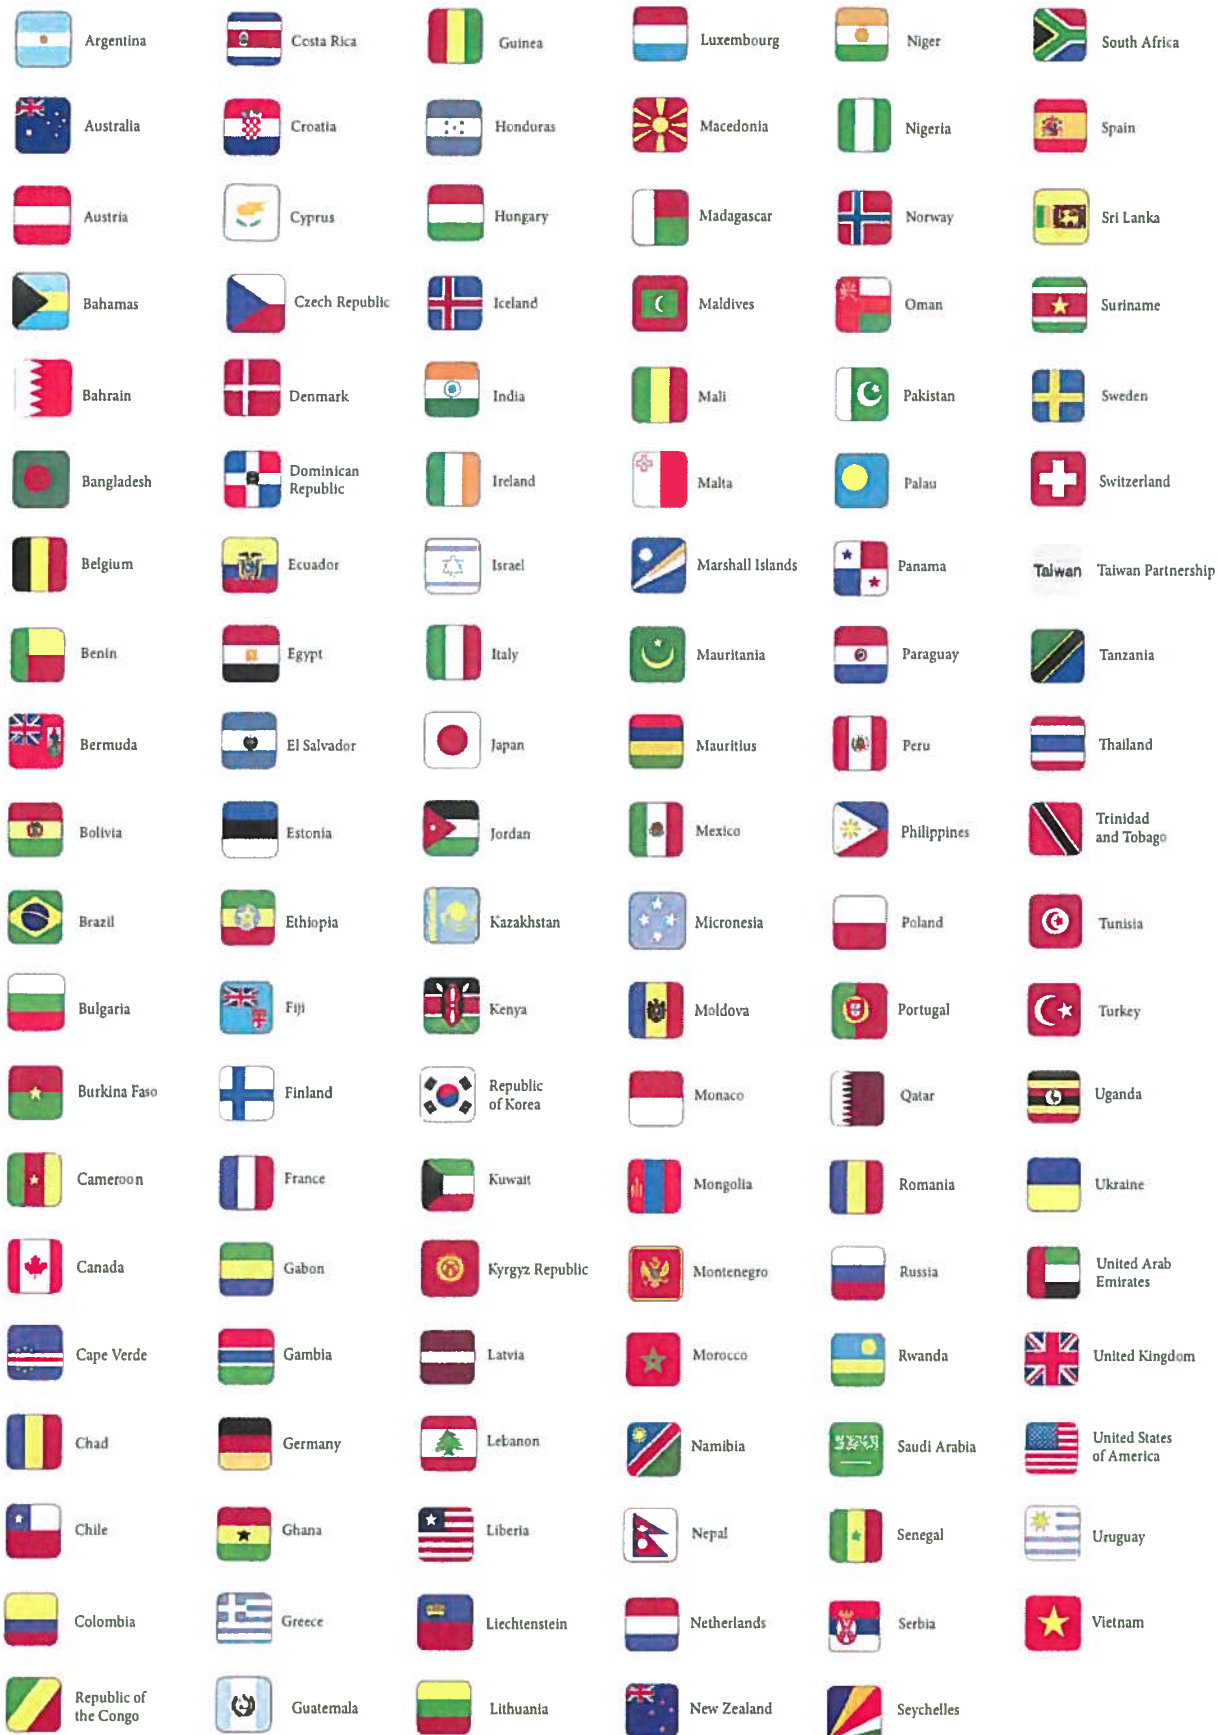 Argentina
Australia
Austria
Bahamas
Bahrain
Bangladesh
Belgium
Benin
Bermuda
Bolivia
Brazil
Bulgaria
Burkina Faso
Cameroon
Canada
Cape Verde
Chad
Chile
Colombia
Republic of
the Congo
Costa Rica
Croatia
Cyprus
Czech Republic
Denmark
Dominican
Republic
Ecuador
Egypt
El Salvador
Estonia
Ethiopia
Fiji
Finland
France
Gabon
Gambia
Germany
Ghana
Greece
Guatemala
Guinea
Honduras
Hungary
Iceland
India
Ireland
Israel
Italy
Japan
Jordan
Kazakhstan
Kenya
Republic
of Korea
Kuwait
Kyrgyz Republic
Latvia
Lebanon
Liberia
Liechtenstein
Lithuania
Luxembourg
Macedonia
Madagascar
Maldives
Mali
Malta
Marshall Islands
Mauritania
Mauritius
Mexico
Micronesia
Moldova
Monaco
Mongolia
Montenegro
Morocco
Namibia
Nepal
Netherlands
New Zealand
Niger
Nigeria
Norway
Oman
Pakistan
Palau
Panama
Paraguay
Peru
Philippines
Poland
Portugal
Qatar
Romania
Russia
Rwanda
Saudi Arabia
Senegal
Serbia
Seychelles
South Africa
Spain
Sri Lanka
Suriname
Sweden
Switzerland
Taiwan Taiwan Partnership
Tanzania
Thailand
Trinidad
and Tobago
Tunisia
Turkey
Uganda
Ukraine
United Arab
Emirates
United Kingdom
United States
of America
Uruguay
Vietnam